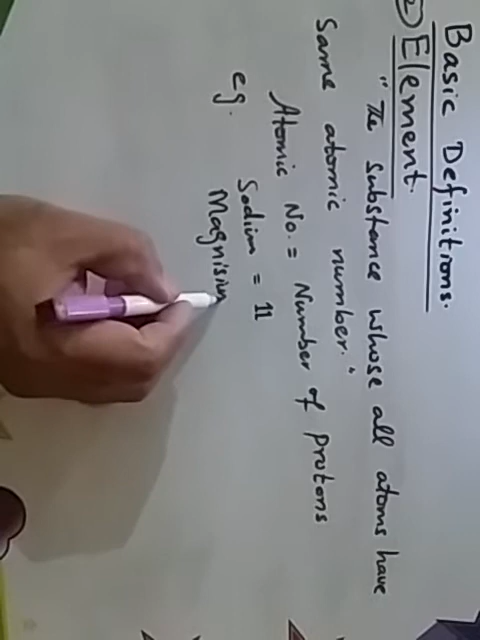 Basic Definitions.
2) Element.
"The substance whose all atoms have
same atomic number."
Atomic No. = Number of protons
eg. Sodium = 11
Magnisium